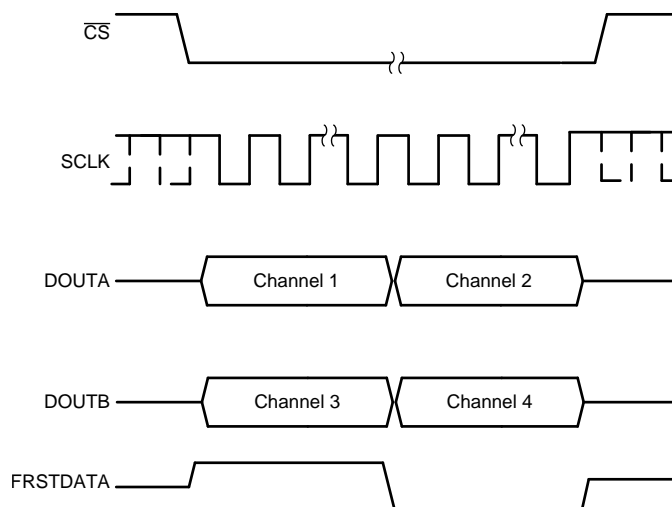 CS
SCLK
DOUTA
Channel 1
Channel 2
DOUTB
Channel 3
Channel 4
FRSTDATA